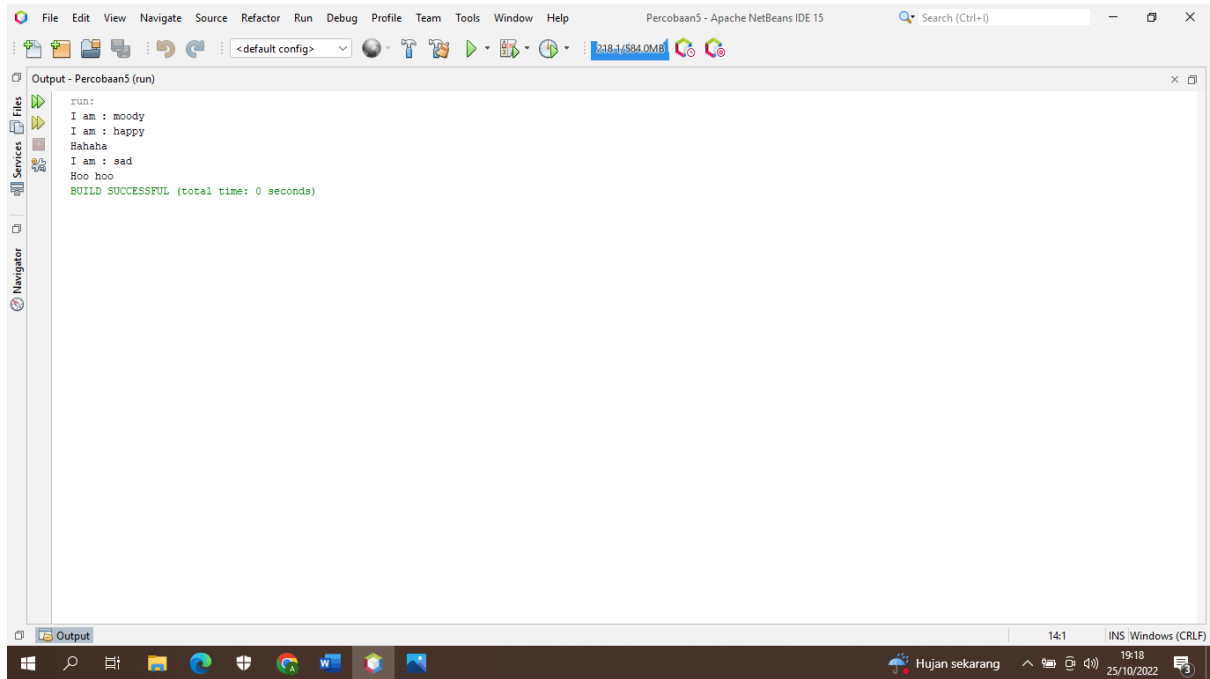 File Edit View Navigate Source Refactor Run Debug Profile Team Tools Window Help Percobaan5 - Apache NetBeans IDE 15 Search (Ctrl+I)
<default config> 218.1/584.0MB
Output - Percobaan5 (run)
Files
Services
Navigator
run:
I am : moody
I am : happy
Hahaha
I am : sad
Hoo hoo
BUILD SUCCESSFUL (total time: 0 seconds)
Output 14:1 INS Windows (CRLF)
Hujan sekarang 19:18
25/10/2022 3